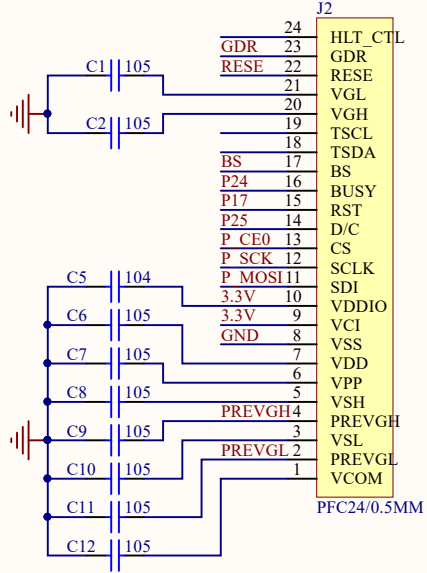 J2
24 HLT_CTL
GDR 23 GDR
C1 105 RESE 22 RESE
21 VGL
20 VGH
C2 105 19 TSCL
18 TSDA
BS 17 BS
P24 16 BUSY
P17 15 RST
P25 14 D/C
P_CE0 13 CS
P_SCK 12 SCLK
C5 104 P_MOSI 11 SDI
3.3V 10 VDDIO
C6 105 3.3V 9 VCI
GND 8 VSS
C7 105 7 VDD
6 VPP
C8 105 5 VSH
PREVGH 4 PREVGH
C9 105 3 VSL
C10 105 PREVGL 2 PREVGL
1 VCOM
C11 105 PFC24/0.5MM
C12 105